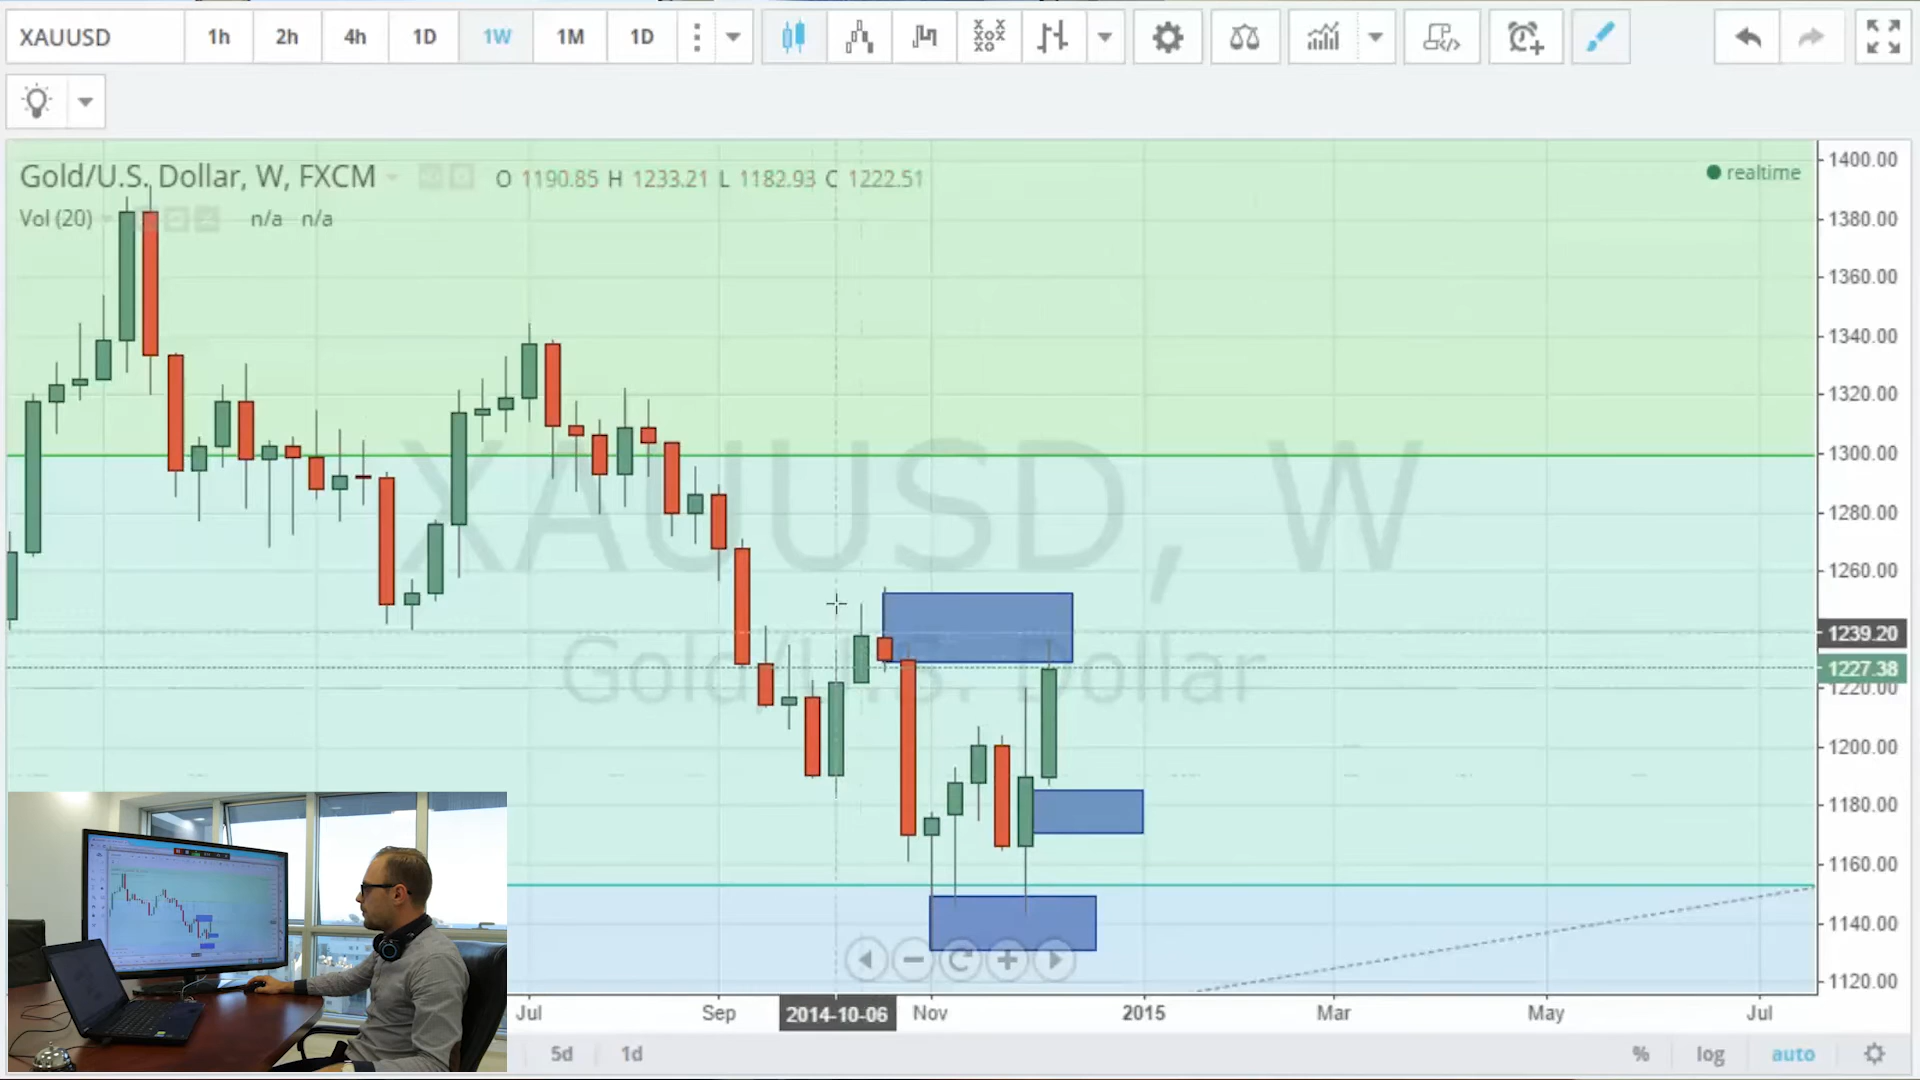 XAUUSD 1h 2h 4h 1D 1W 1M 1D
Gold/U.S. Dollar, W, FXCM O 1190.85 H 1233.21 L 1182.93 C 1222.51
realtime
Vol (20) n/a n/a
XAUUSD, W
Gold/U.S. Dollar
1400.00
1380.00
1360.00
1340.00
1320.00
1300.00
1280.00
1260.00
1239.20
1227.38
1220.00
1200.00
1180.00
1160.00
1140.00
1120.00
Jul Sep 2014-10-06 Nov 2015 Mar May Jul
5d 1d % log auto